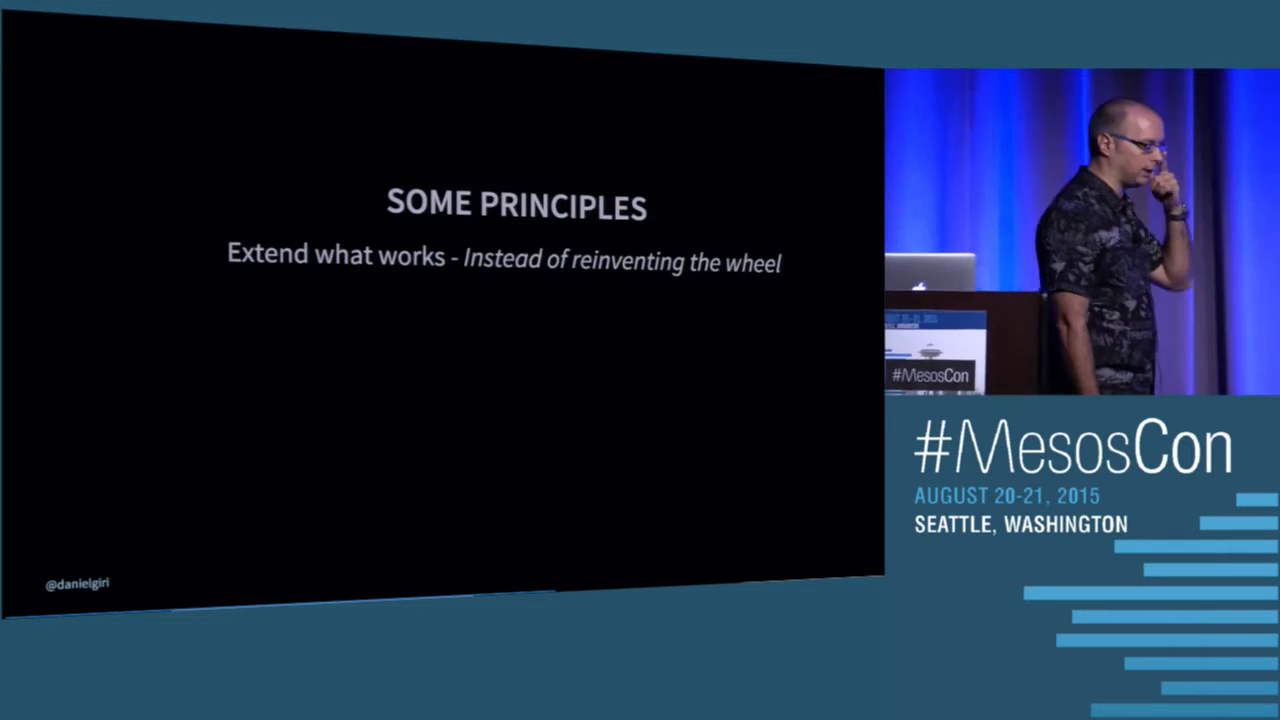 SOME PRINCIPLES
Extend what works - Instead of reinventing the wheel
@danielgiri
#MesosCon
#MesosCon
AUGUST 20-21, 2015
SEATTLE, WASHINGTON